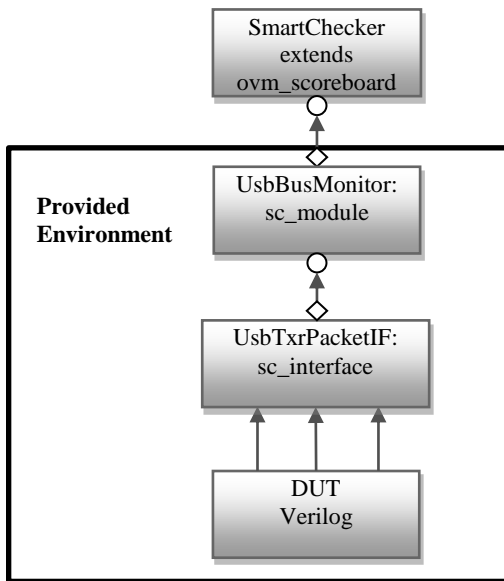 SmartChecker
extends
ovm_scoreboard
Provided
Environment
UsbBusMonitor:
sc_module
UsbTxrPacketIF:
sc_interface
DUT
Verilog